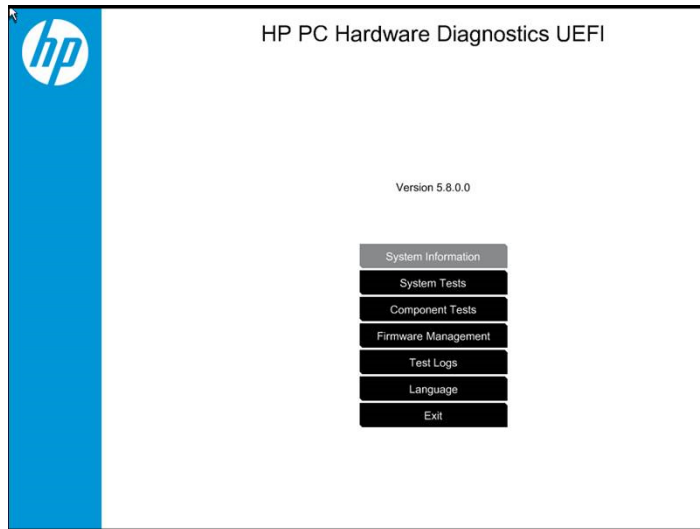 hp
HP PC Hardware Diagnostics UEFI
Version 5.8.0.0
System Information
System Tests
Component Tests
Firmware Management
Test Logs
Language
Exit